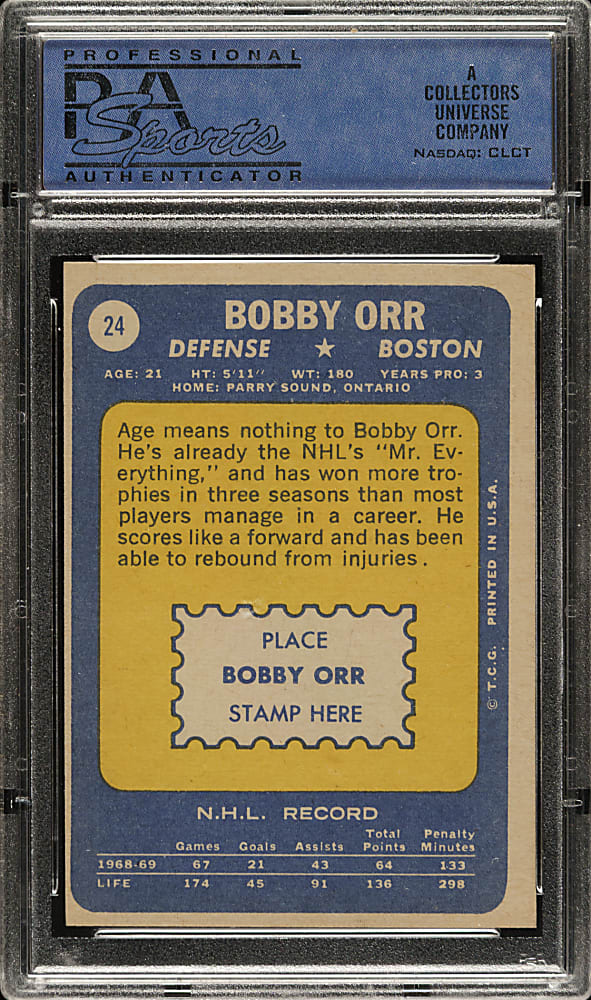 PROFESSIONAL
PSA
Sports
AUTHENTICATOR
A
COLLECTORS
UNIVERSE
COMPANY
NASDAQ: CLCT
24
BOBBY ORR
DEFENSE ★ BOSTON
AGE: 21 HT: 5'11" WT: 180 YEARS PRO: 3
HOME: PARRY SOUND, ONTARIO
Age means nothing to Bobby Orr.
He's already the NHL's "Mr. Ev-
erything," and has won more tro-
phies in three seasons than most
players manage in a career. He
scores like a forward and has been
able to rebound from injuries.
PLACE
BOBBY ORR
STAMP HERE
© T.C.G. PRINTED IN U.S.A.
N.H.L. RECORD
Games Goals Assists Total Points Penalty Minutes
1968-69 67 21 43 64 133
LIFE 174 45 91 136 298